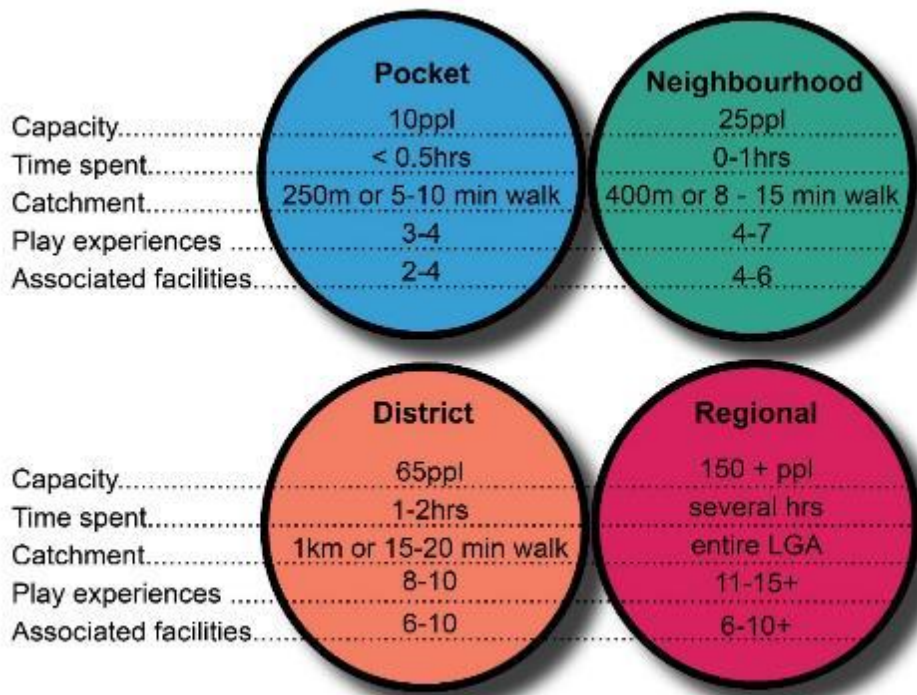 Pocket Neighbourhood
Capacity 10ppl 25ppl
Time spent < 0.5hrs 0-1hrs
Catchment 250m or 5-10 min walk 400m or 8 - 15 min walk
Play experiences 3-4 4-7
Associated facilities 2-4 4-6
District Regional
Capacity 65ppl 150 + ppl
Time spent 1-2hrs several hrs
Catchment 1km or 15-20 min walk entire LGA
Play experiences 8-10 11-15+
Associated facilities 6-10 6-10+